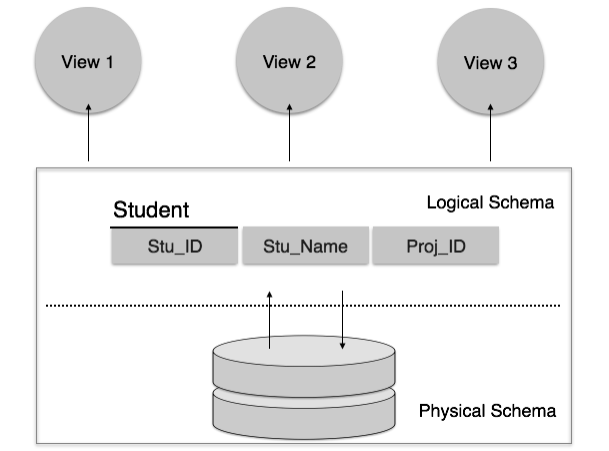 View 1
View 2
View 3
Logical Schema
Student
Stu_ID
Stu_Name
Proj_ID
Physical Schema